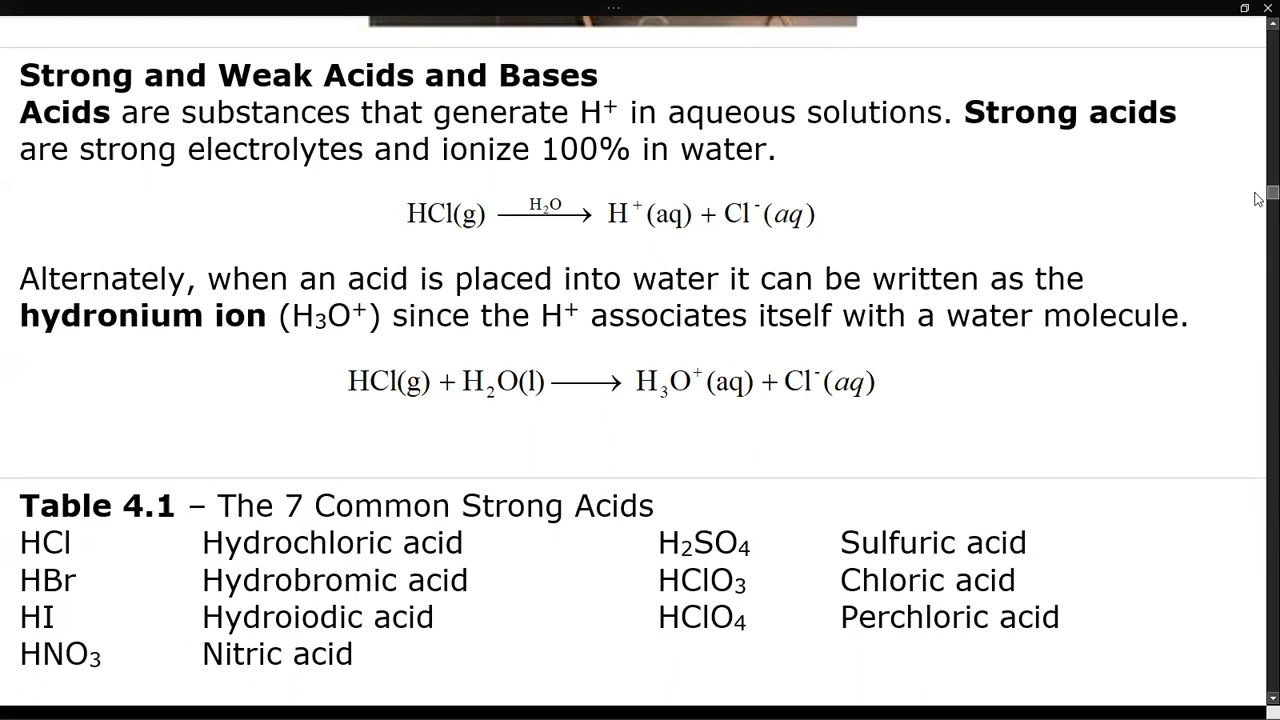 Strong and Weak Acids and Bases
Acids are substances that generate H⁺ in aqueous solutions. Strong acids
are strong electrolytes and ionize 100% in water.
HCl(g) —H₂O→ H⁺(aq) + Cl⁻(aq)
Alternately, when an acid is placed into water it can be written as the
hydronium ion (H₃O⁺) since the H⁺ associates itself with a water molecule.
HCl(g) + H₂O(l) ⟶ H₃O⁺(aq) + Cl⁻(aq)
Table 4.1 – The 7 Common Strong Acids
HCl Hydrochloric acid H₂SO₄ Sulfuric acid
HBr Hydrobromic acid HClO₃ Chloric acid
HI Hydroiodic acid HClO₄ Perchloric acid
HNO₃ Nitric acid